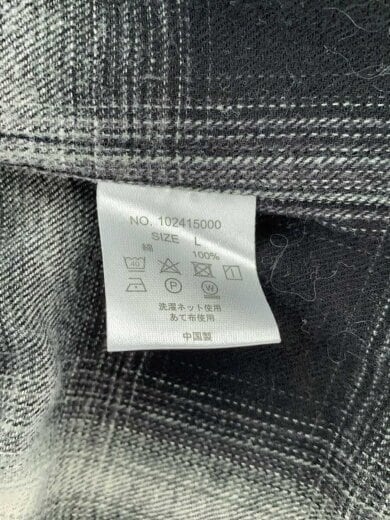 NO. 102415000
SIZE L
綿 100%
40
P W
洗濯ネット使用
あて布使用
中国製